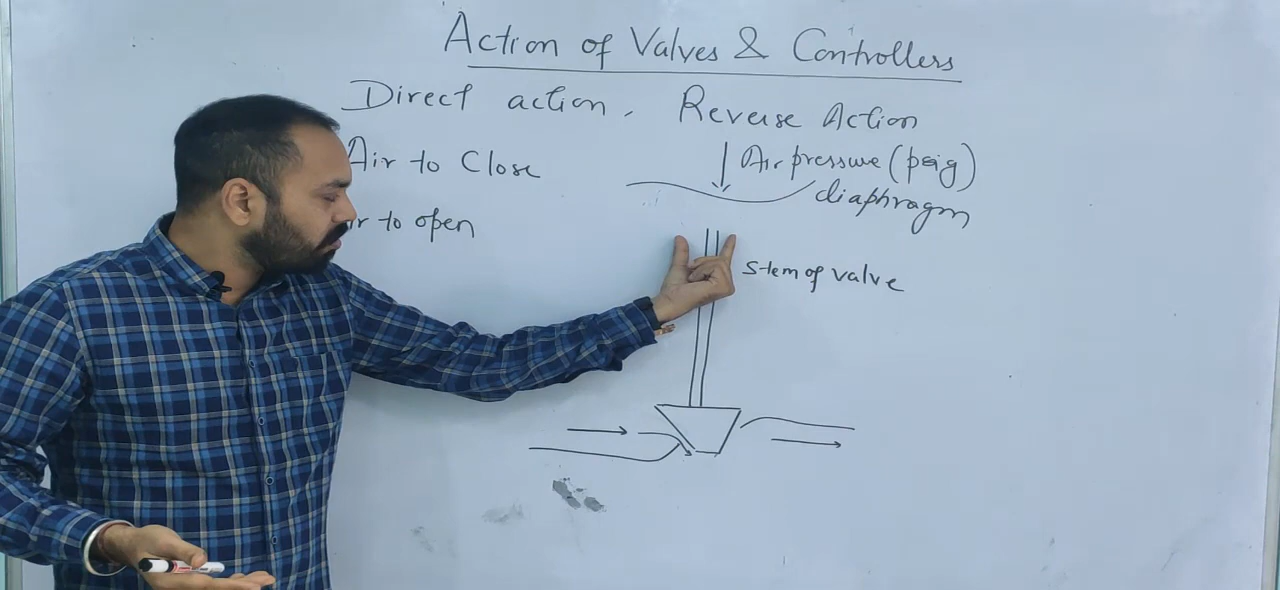 Action of Valves & Controllers
Direct action, Reverse Action
Air to Close
Air pressure (psig)
diaphragm
to open
Stem of valve